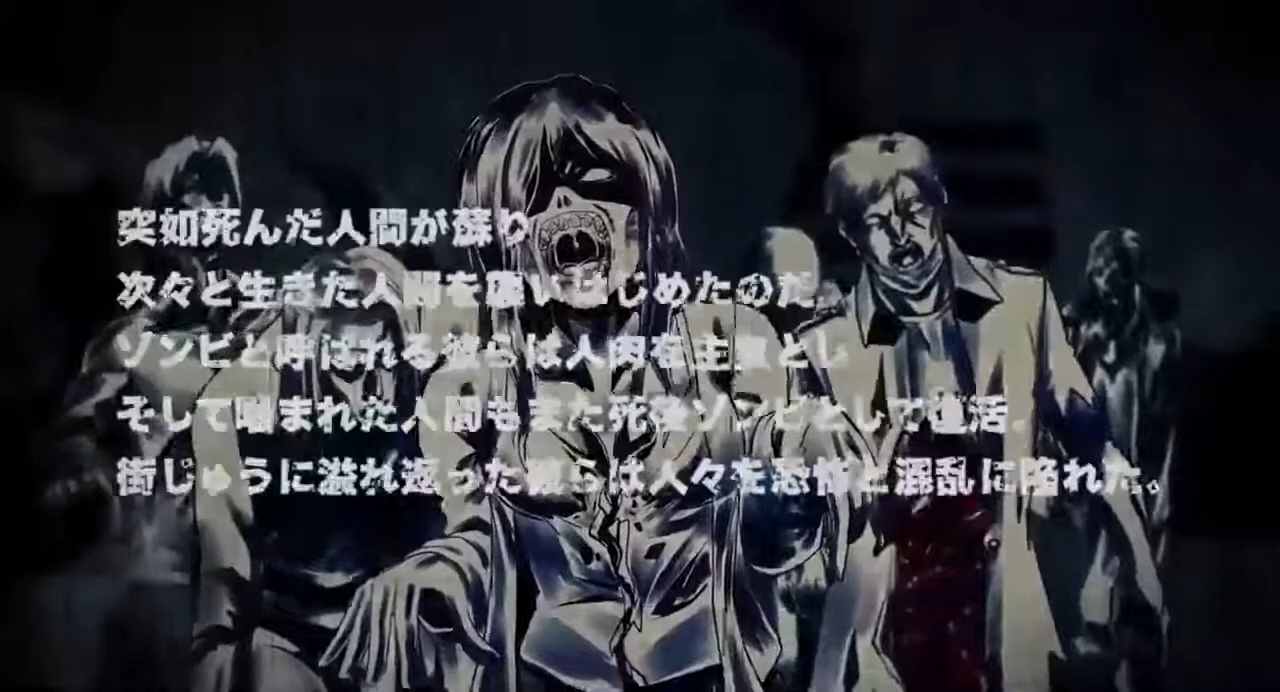 突如死んだ人間が蘇り
次々と生きた人間を襲いはじめたのだ。
ゾンビと呼ばれる彼らは人肉を主食とし
そして噛まれた人間もまた死後ゾンビとして復活。
街じゅうに溢れ返った彼らは人々を恐怖と混乱に陥れた。